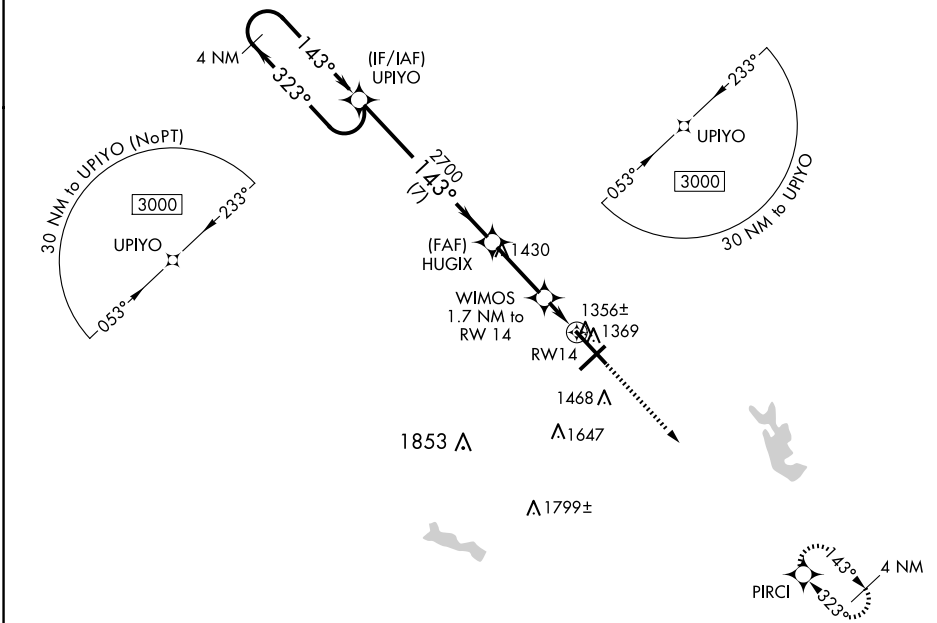 4 NM
143°
323°
(IF/IAF)
UPIYO
30 NM to UPIYO (NoPT)
3000
233°
UPIYO
053°
2700
143°
(7)
233°
UPIYO
053°
3000
30 NM to UPIYO
(FAF)
HUGIX
1430
WIMOS
1.7 NM to
RW 14
1356±
1369
RW14
1468
1853
1647
1799±
143°
4 NM
PIRCI
323°